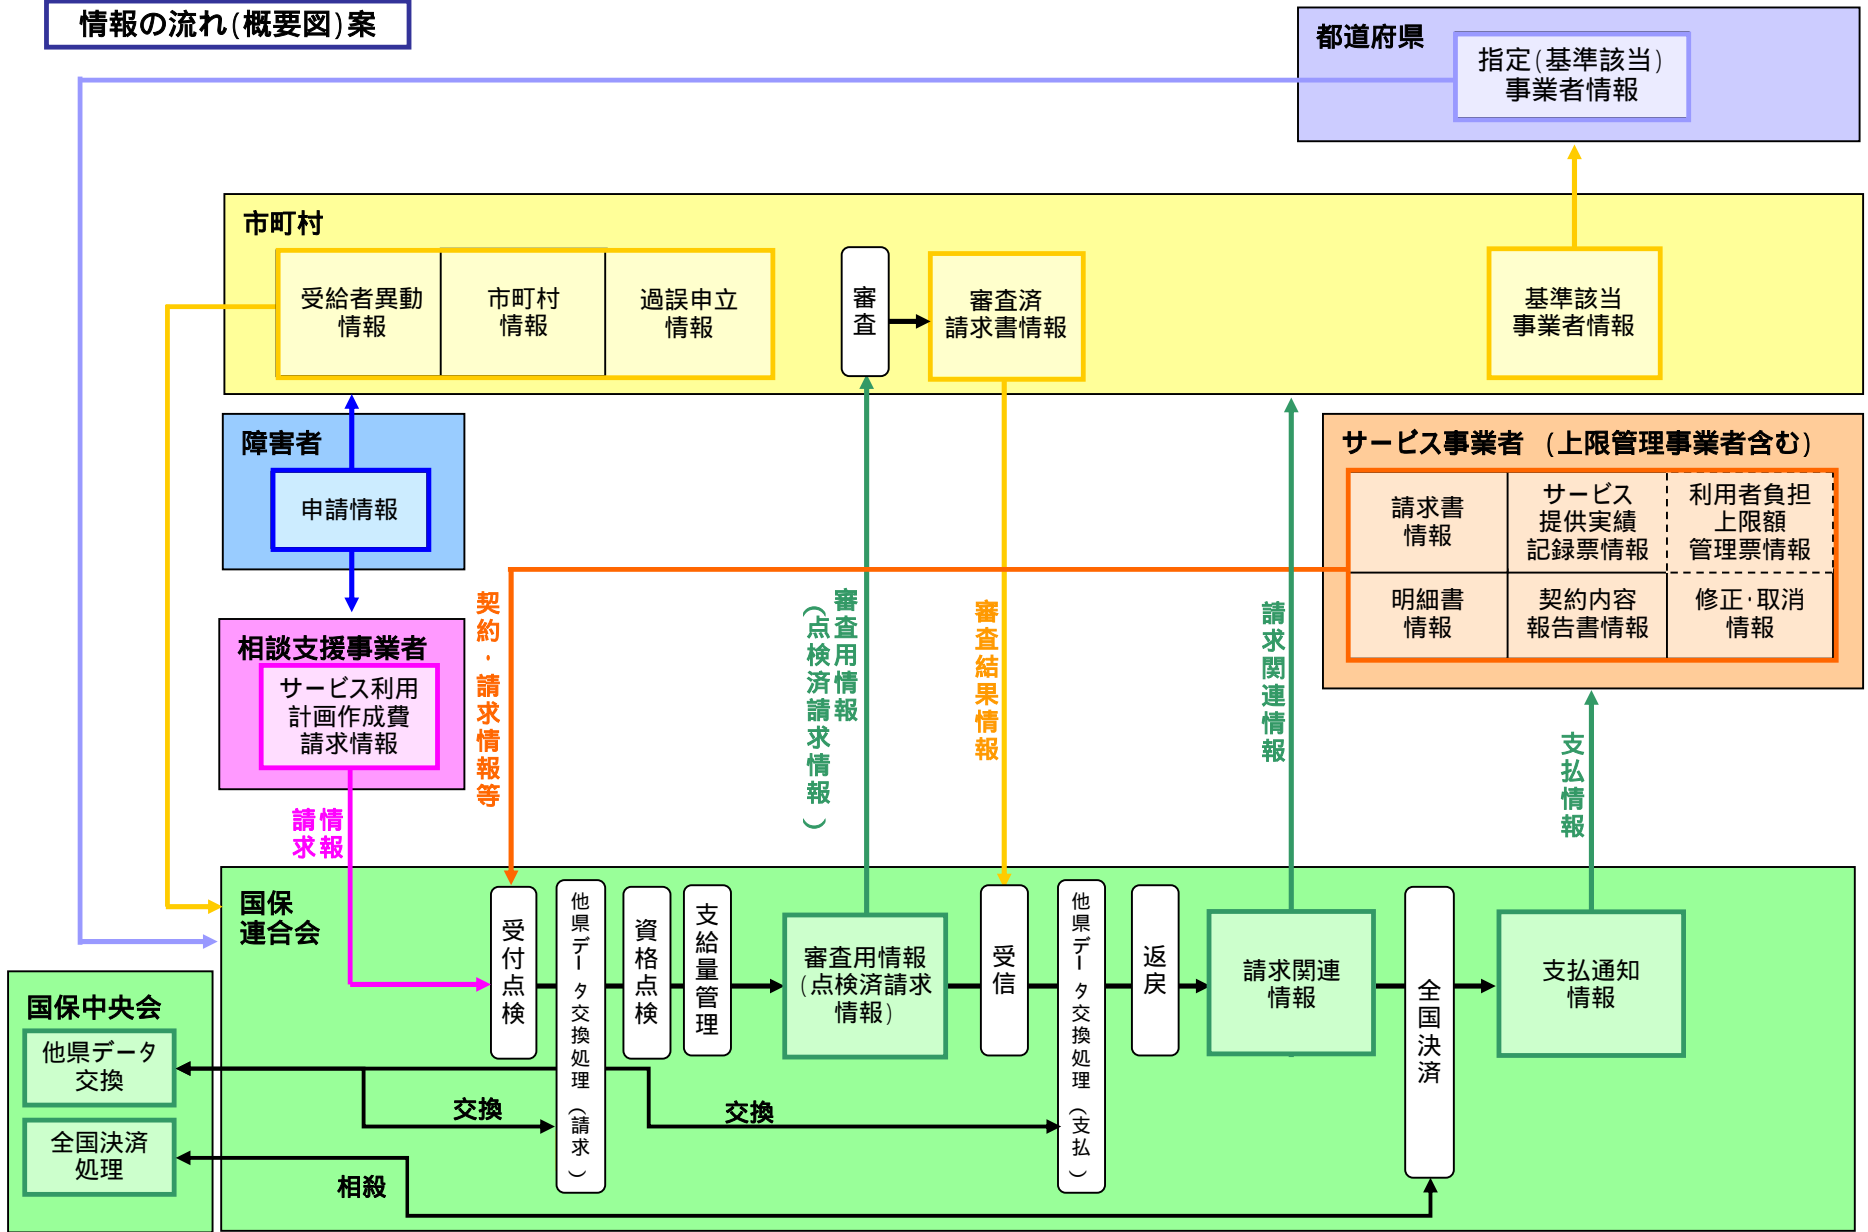 情報の流れ(概要図)案
都道府県
指定(基準該当)
事業者情報
市町村
受給者異動
情報
市町村
情報
過誤申立
情報
審査
審査済
請求書情報
基準該当
事業者情報
障害者
申請情報
サービス事業者 (上限管理事業者含む)
請求書
情報
サービス
提供実績
記録票情報
利用者負担
上限額
管理票情報
明細書
情報
契約内容
報告書情報
修正・取消
情報
相談支援事業者
サービス利用
計画作成費
請求情報
請求
情報
契約・請求情報等
審査用情報
(点検済請求情報)
審査結果情報
請求関連情報
支払情報
国保
連合会
受付点検
他県データ交換処理(請求)
資格点検
支給量管理
審査用情報
(点検済請求
情報)
受信
他県データ交換処理(支払)
返戻
請求関連
情報
全国決済
支払通知
情報
国保中央会
他県データ
交換
全国決済
処理
交換
交換
相殺